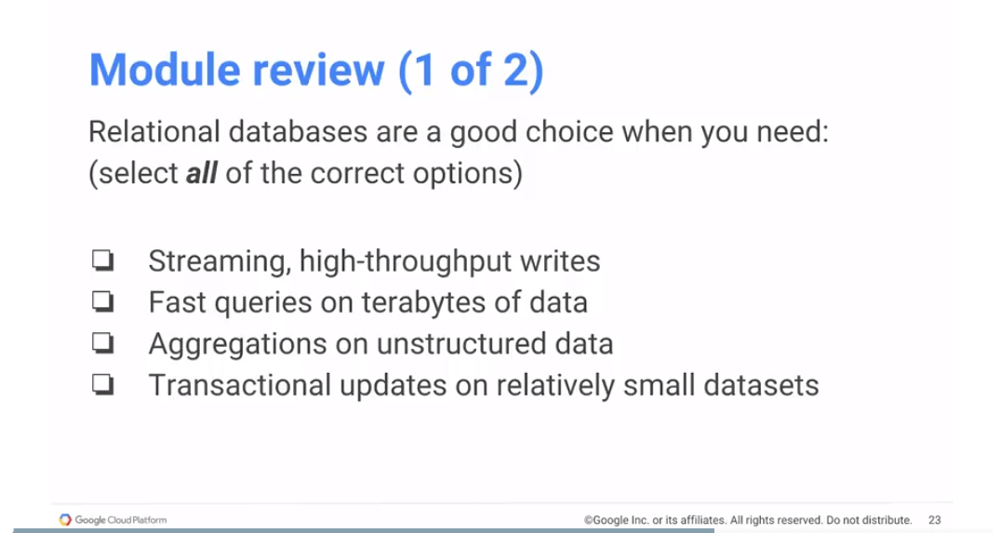 Module review (1 of 2)
Relational databases are a good choice when you need:
(select all of the correct options)
❏ Streaming, high-throughput writes
❏ Fast queries on terabytes of data
❏ Aggregations on unstructured data
❏ Transactional updates on relatively small datasets
Google Cloud Platform
©Google Inc. or its affiliates. All rights reserved. Do not distribute. 23